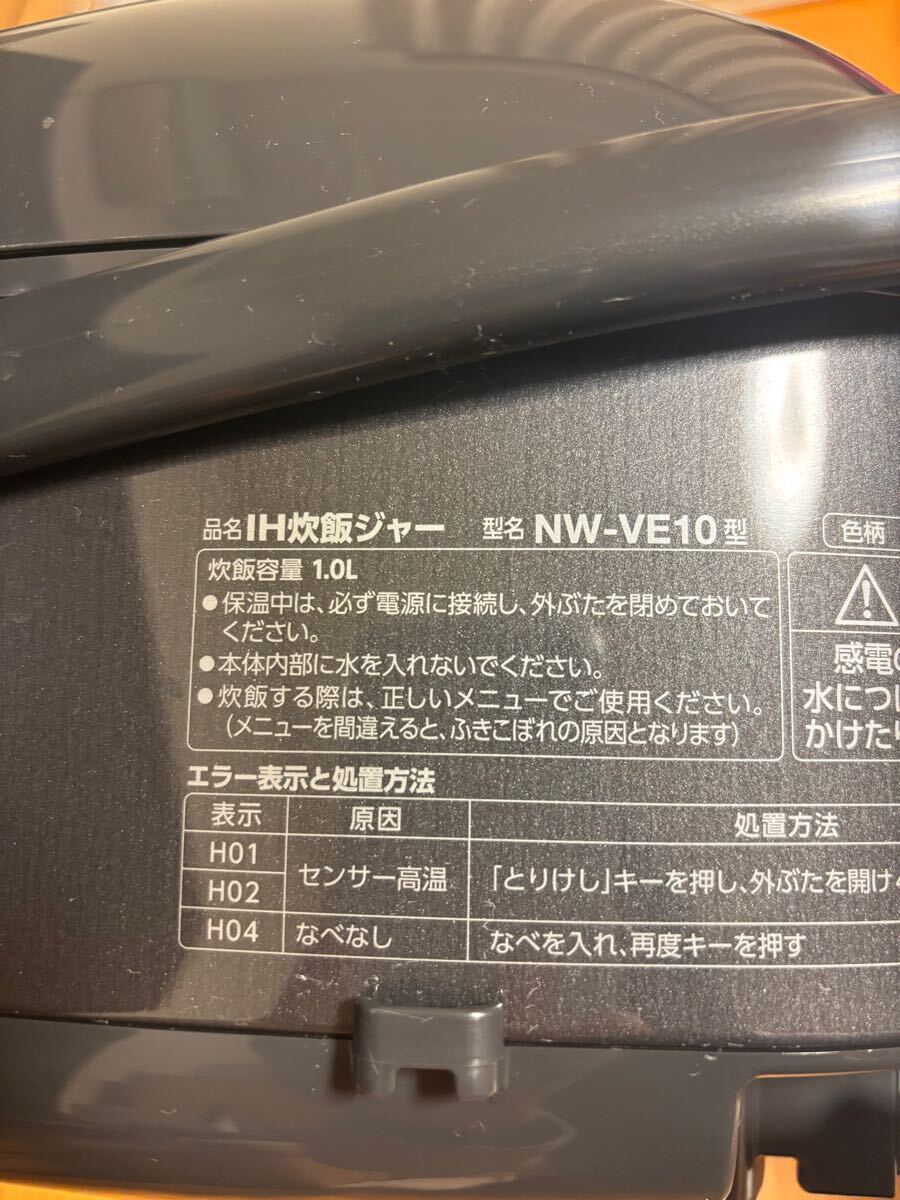 品名 IH炊飯ジャー 型名 NW-VE10型 色柄
炊飯容量 1.0L
●保温中は、必ず電源に接続し、外ぶたを閉めておいて
ください。
●本体内部に水を入れないでください。
●炊飯する際は、正しいメニューでご使用ください。
(メニューを間違えると、ふきこぼれの原因となります)
感電の
水につけ
かけたり
エラー表示と処置方法
表示 原因 処置方法
H01
センサー高温 「とりけし」キーを押し、外ぶたを開け
H02
H04 なべなし なべを入れ、再度キーを押す